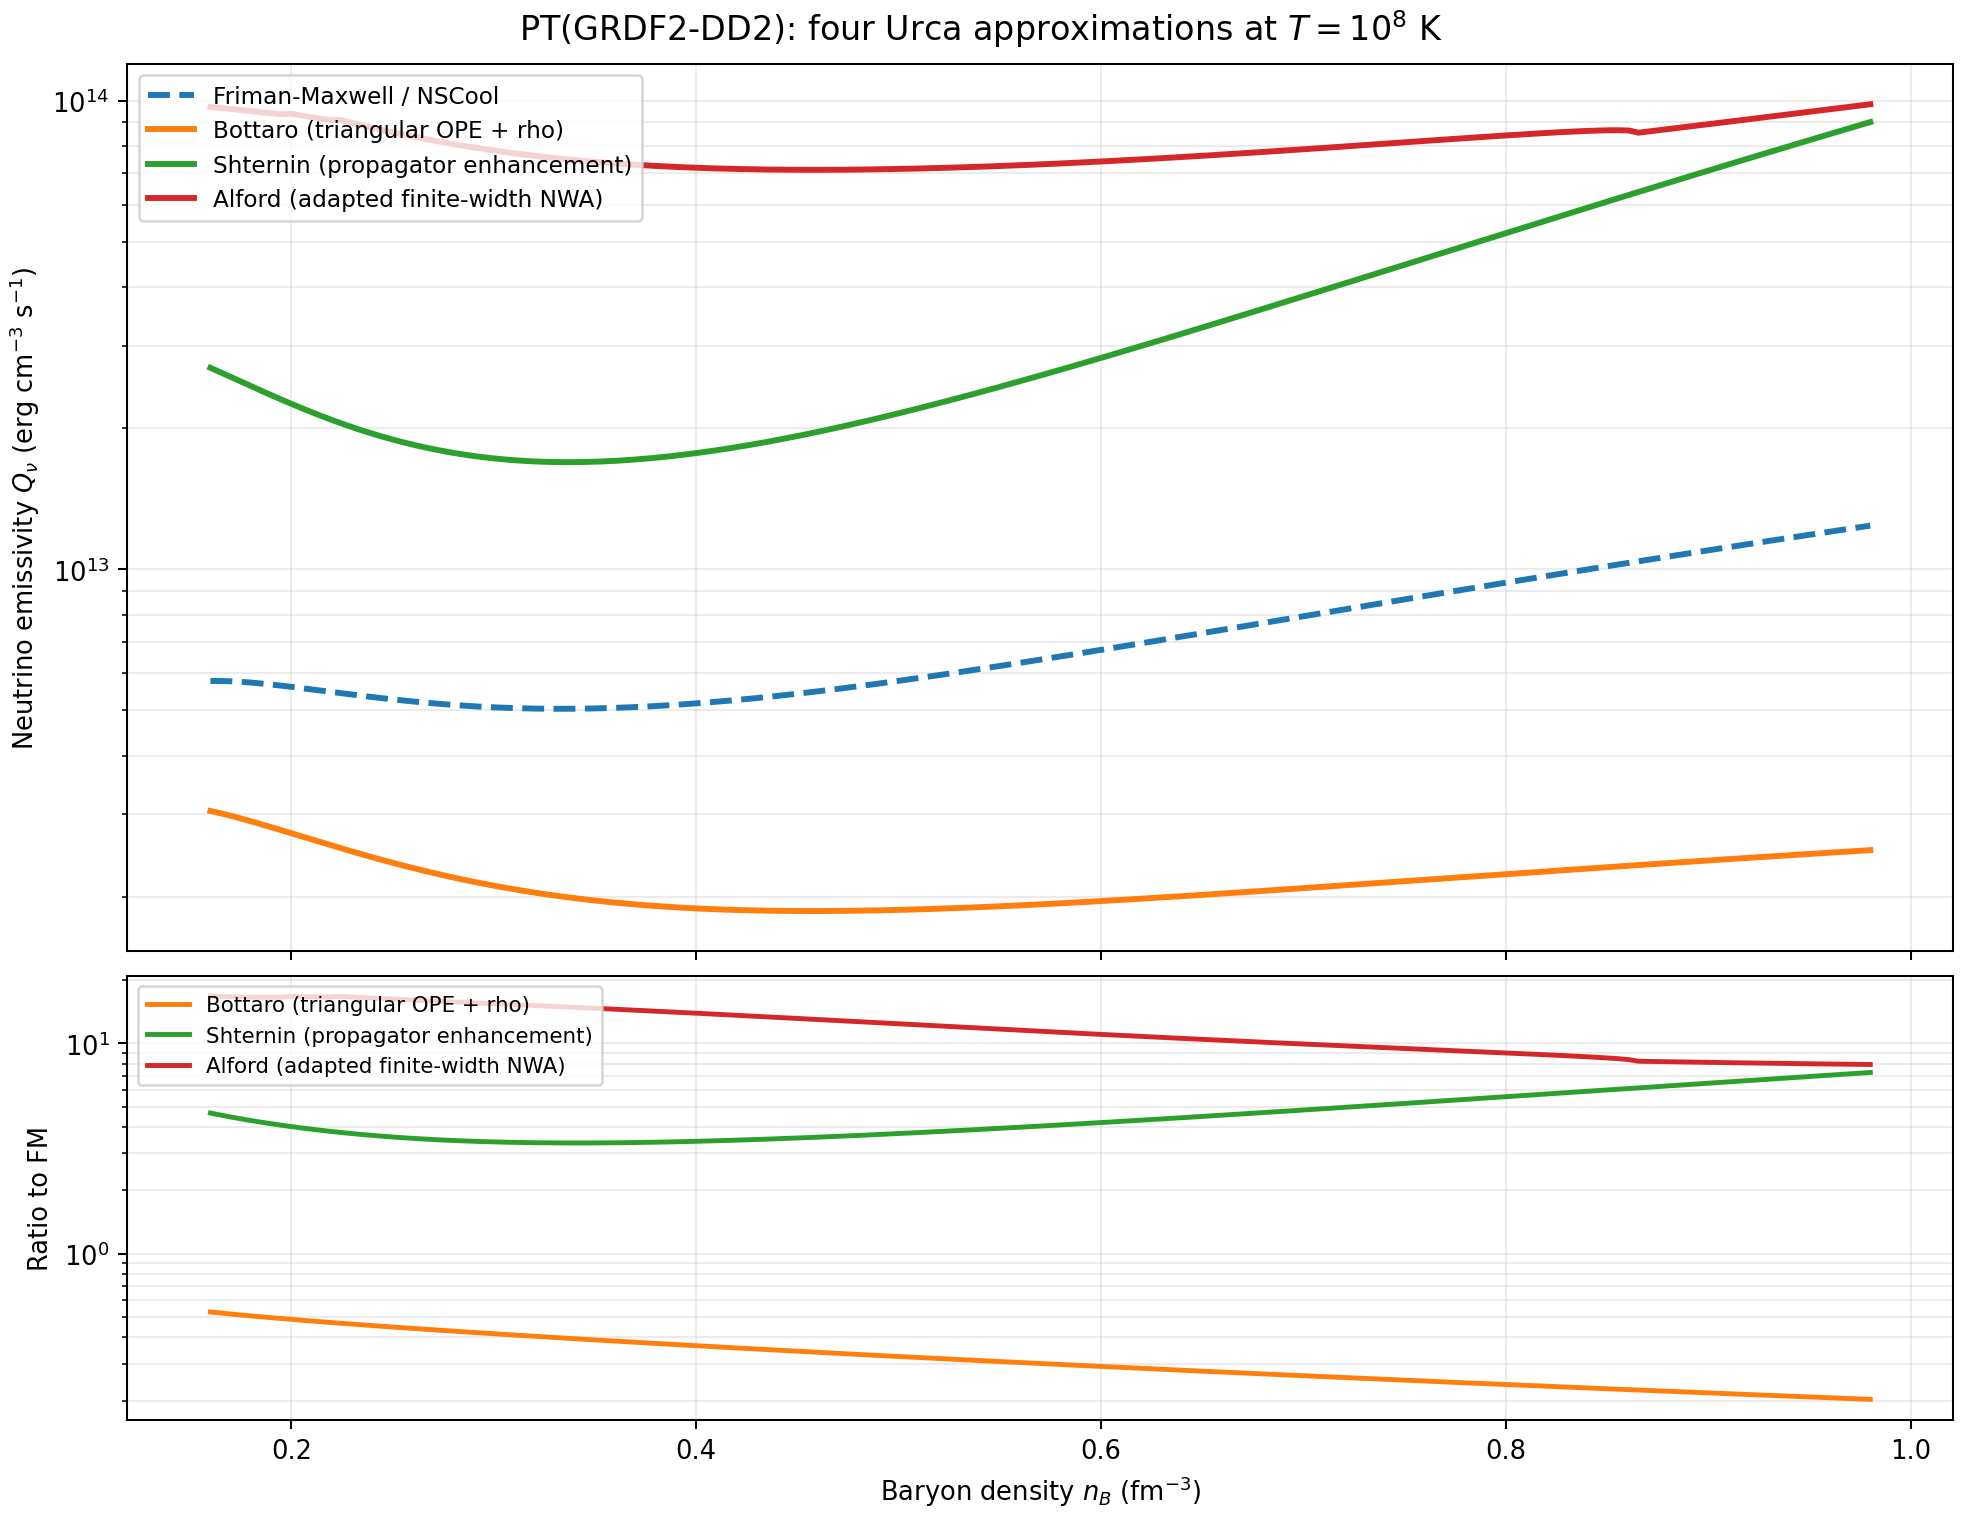 PT(GRDF2-DD2): four Urca approximations at $T = 10^8$ K
Neutrino emissivity $Q_\nu$ (erg cm$^{-3}$ s$^{-1}$)
10$^{14}$
10$^{13}$
Friman-Maxwell / NSCool
Bottaro (triangular OPE + rho)
Shternin (propagator enhancement)
Alford (adapted finite-width NWA)
Ratio to FM
10$^1$
10$^0$
Bottaro (triangular OPE + rho)
Shternin (propagator enhancement)
Alford (adapted finite-width NWA)
0.2 0.4 0.6 0.8 1.0
Baryon density $n_B$ (fm$^{-3}$)